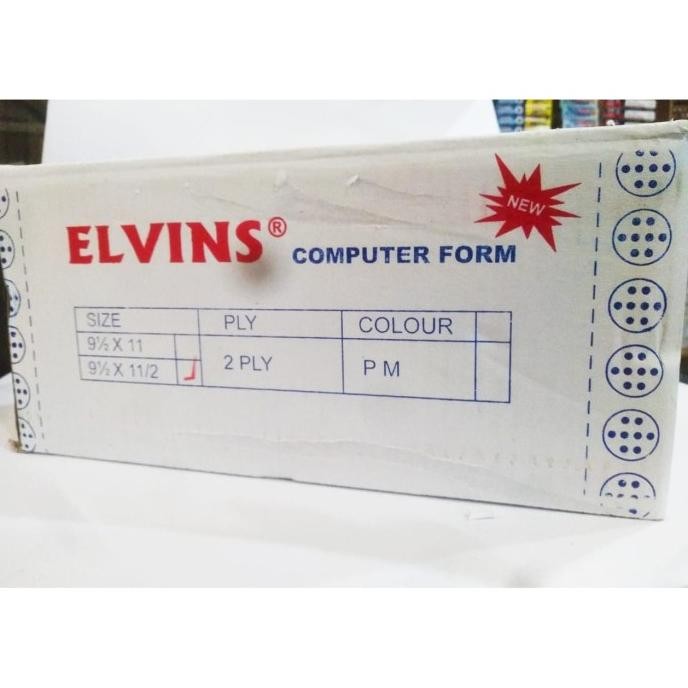 ELVINS® COMPUTER FORM
NEW
SIZE PLY COLOUR
9½ X 11
9½ X 11/2 2 PLY P M